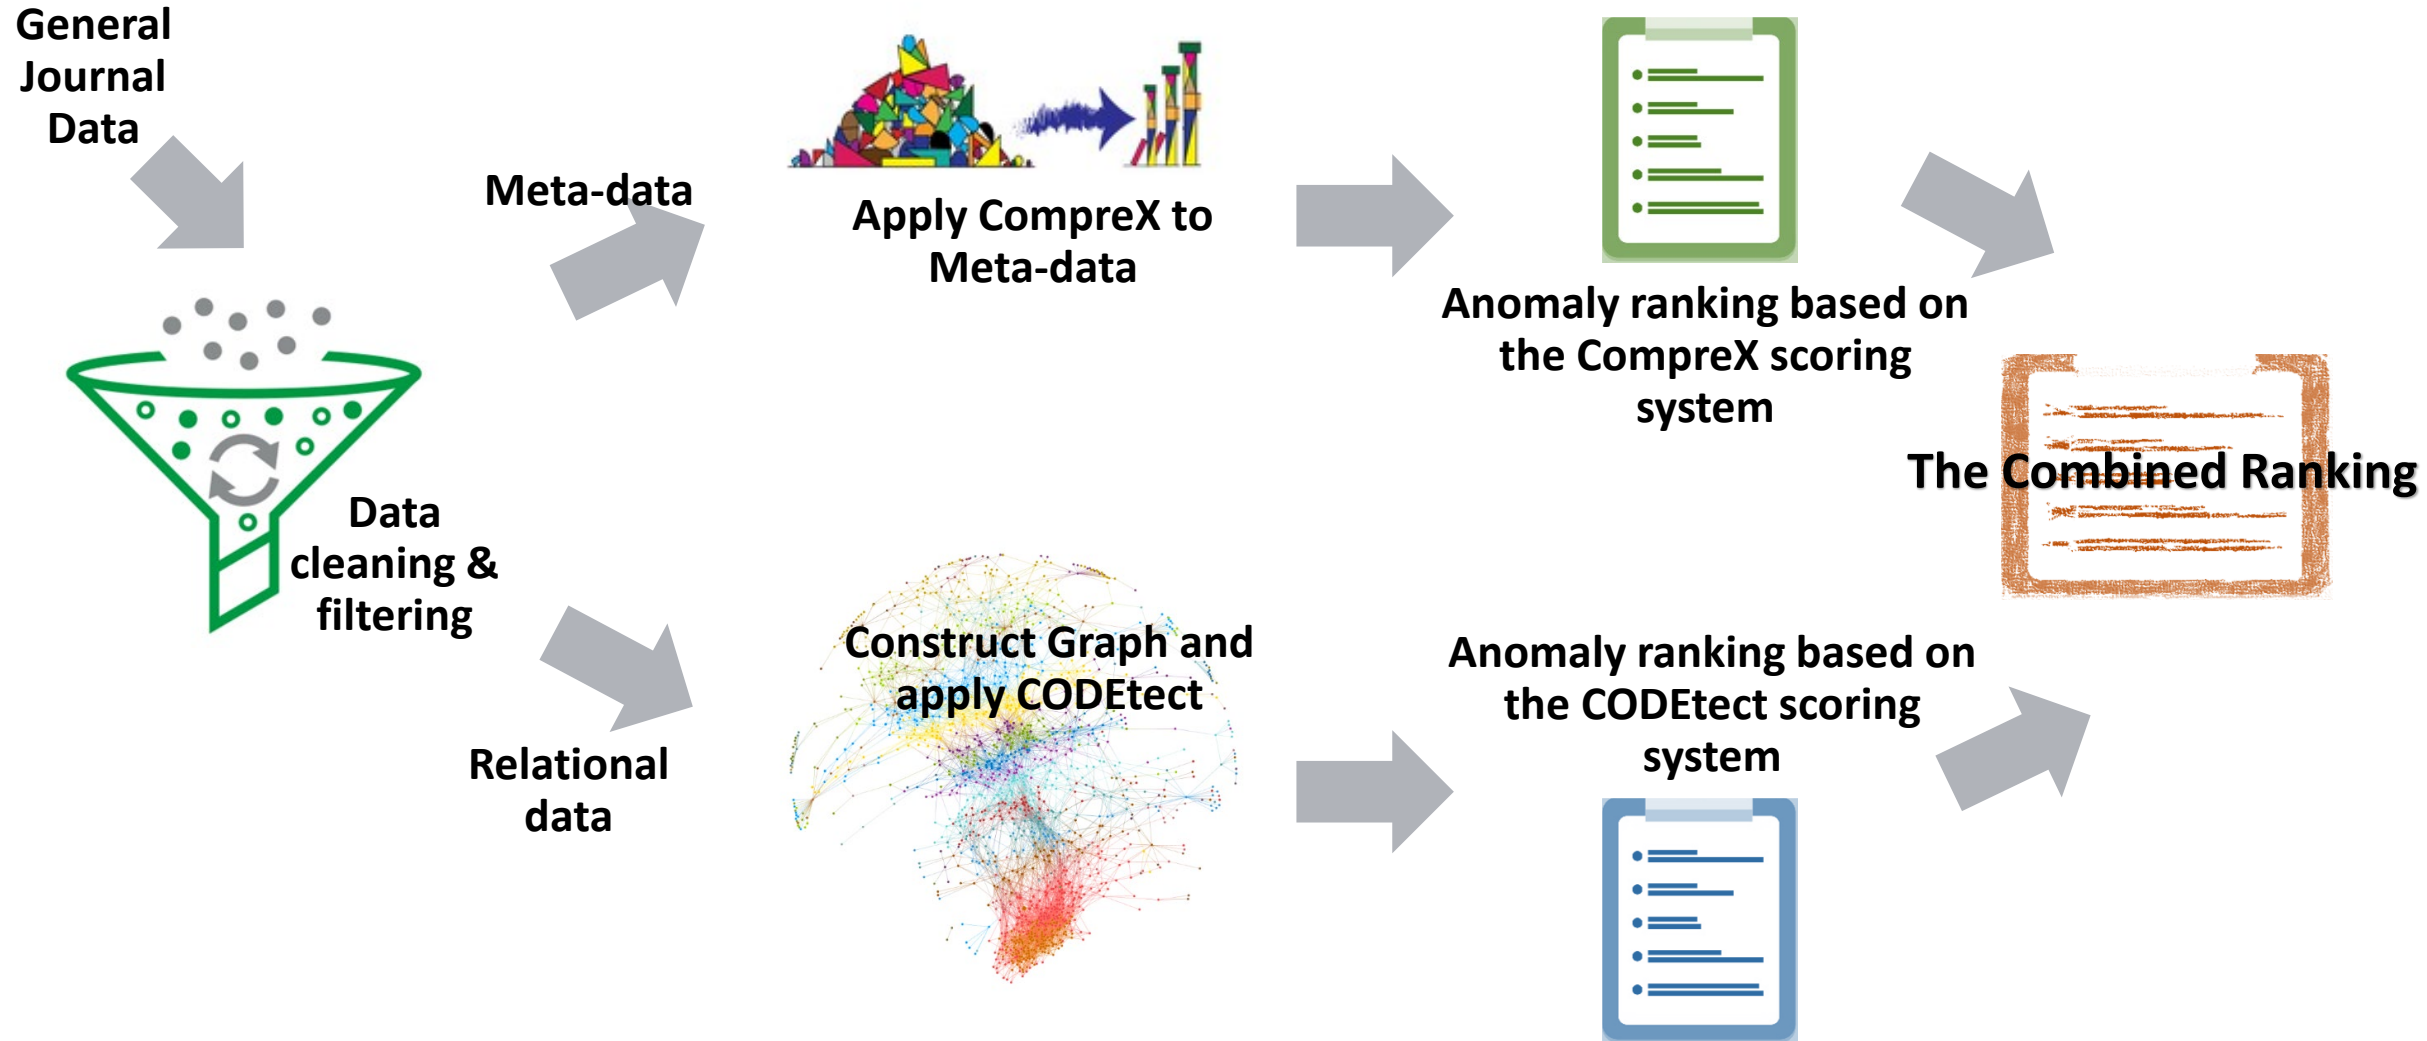 General
Journal
Data
Meta-data
Apply CompreX to
Meta-data
Anomaly ranking based on
the CompreX scoring
system
The Combined Ranking
Data
cleaning &
filtering
Relational
data
Construct Graph and
apply CODEtect
Anomaly ranking based on
the CODEtect scoring
system